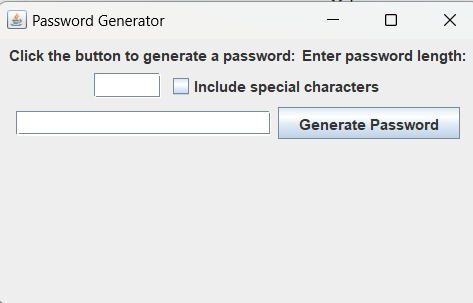 Password Generator
Click the button to generate a password: Enter password length:
Include special characters
Generate Password